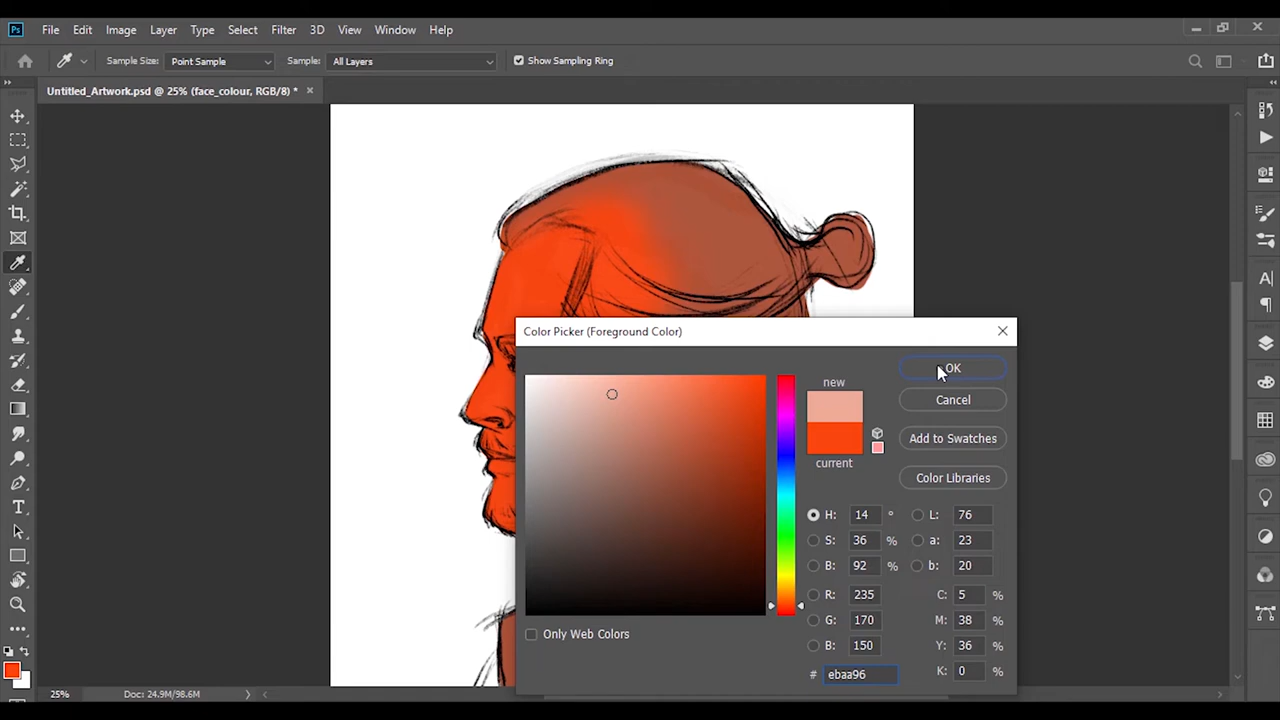 Ps File Edit Image Layer Type Select Filter 3D View Window Help
Sample Size: Point Sample Sample: All Layers Show Sampling Ring
Untitled_Artwork.psd @ 25% (face_colour, RGB/8) *
Color Picker (Foreground Color)
new
OK
Cancel
Add to Swatches
current
Color Libraries
H: 14 ° L: 76
S: 36 % a: 23
B: 92 % b: 20
R: 235 C: 5 %
G: 170 M: 38 %
B: 150 Y: 36 %
Only Web Colors
# ebaa96 K: 0 %
25% Doc: 24.9M/98.6M